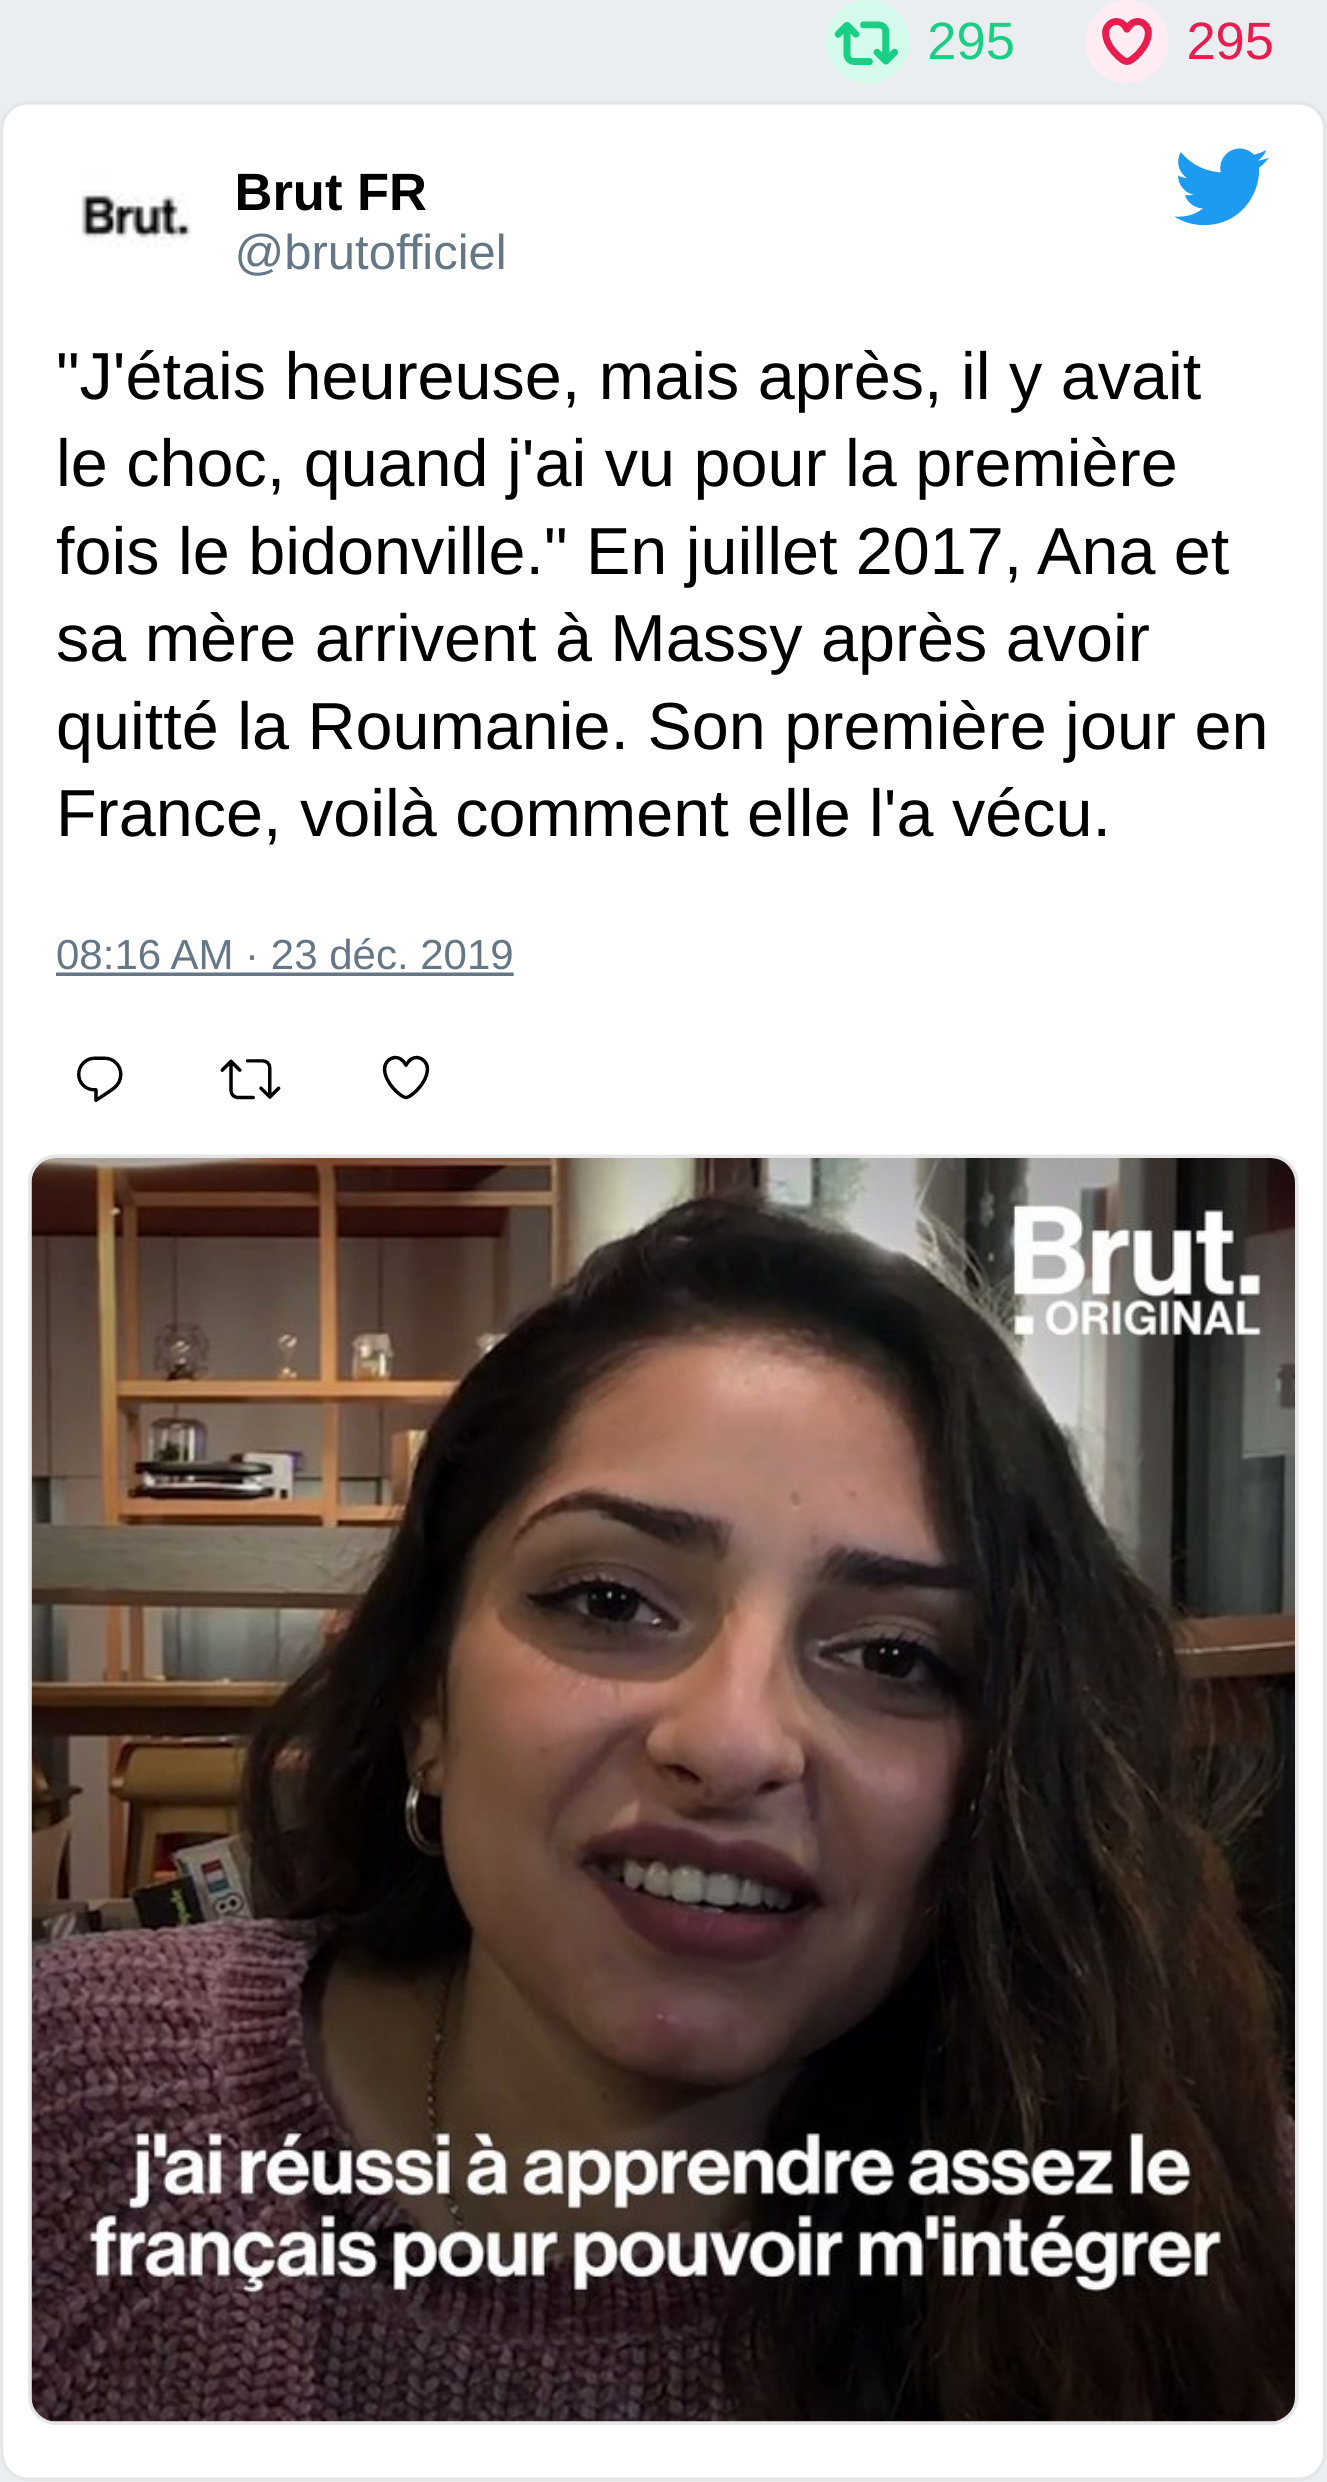 295 295
Brut.
Brut FR
@brutofficiel
"J'étais heureuse, mais après, il y avait
le choc, quand j'ai vu pour la première
fois le bidonville." En juillet 2017, Ana et
sa mère arrivent à Massy après avoir
quitté la Roumanie. Son première jour en
France, voilà comment elle l'a vécu.
08:16 AM · 23 déc. 2019
Brut.
ORIGINAL
j'ai réussi à apprendre assez le
français pour pouvoir m'intégrer